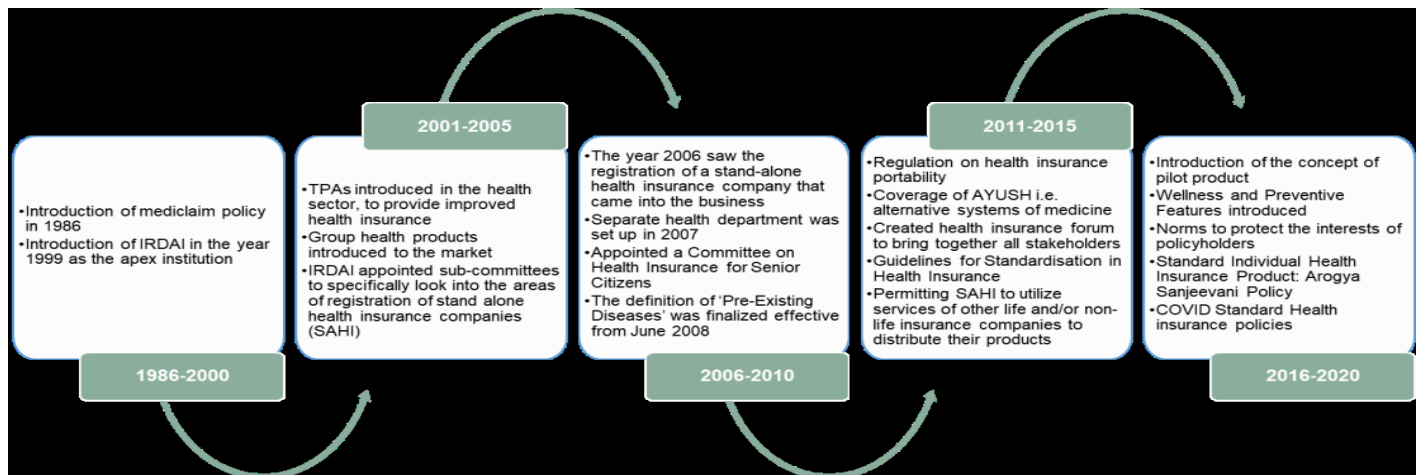 1986-2000
•Introduction of mediclaim policy
in 1986
•Introduction of IRDAI in the year
1999 as the apex institution
2001-2005
•TPAs introduced in the health
sector, to provide improved
health insurance
•Group health products
introduced to the market
•IRDAI appointed sub-committees
to specifically look into the areas
of registration of stand alone
health insurance companies
(SAHI)
2006-2010
•The year 2006 saw the
registration of a stand-alone
health insurance company that
came into the business
•Separate health department was
set up in 2007
•Appointed a Committee on
Health Insurance for Senior
Citizens
•The definition of ‘Pre-Existing
Diseases’ was finalized effective
from June 2008
2011-2015
•Regulation on health insurance
portability
•Coverage of AYUSH i.e.
alternative systems of medicine
•Created health insurance forum
to bring together all stakeholders
•Guidelines for Standardisation in
Health Insurance
•Permitting SAHI to utilize
services of other life and/or non-
life insurance companies to
distribute their products
2016-2020
•Introduction of the concept of
pilot product
•Wellness and Preventive
Features introduced
•Norms to protect the interests of
policyholders
•Standard Individual Health
Insurance Product: Arogya
Sanjeevani Policy
•COVID Standard Health
insurance policies